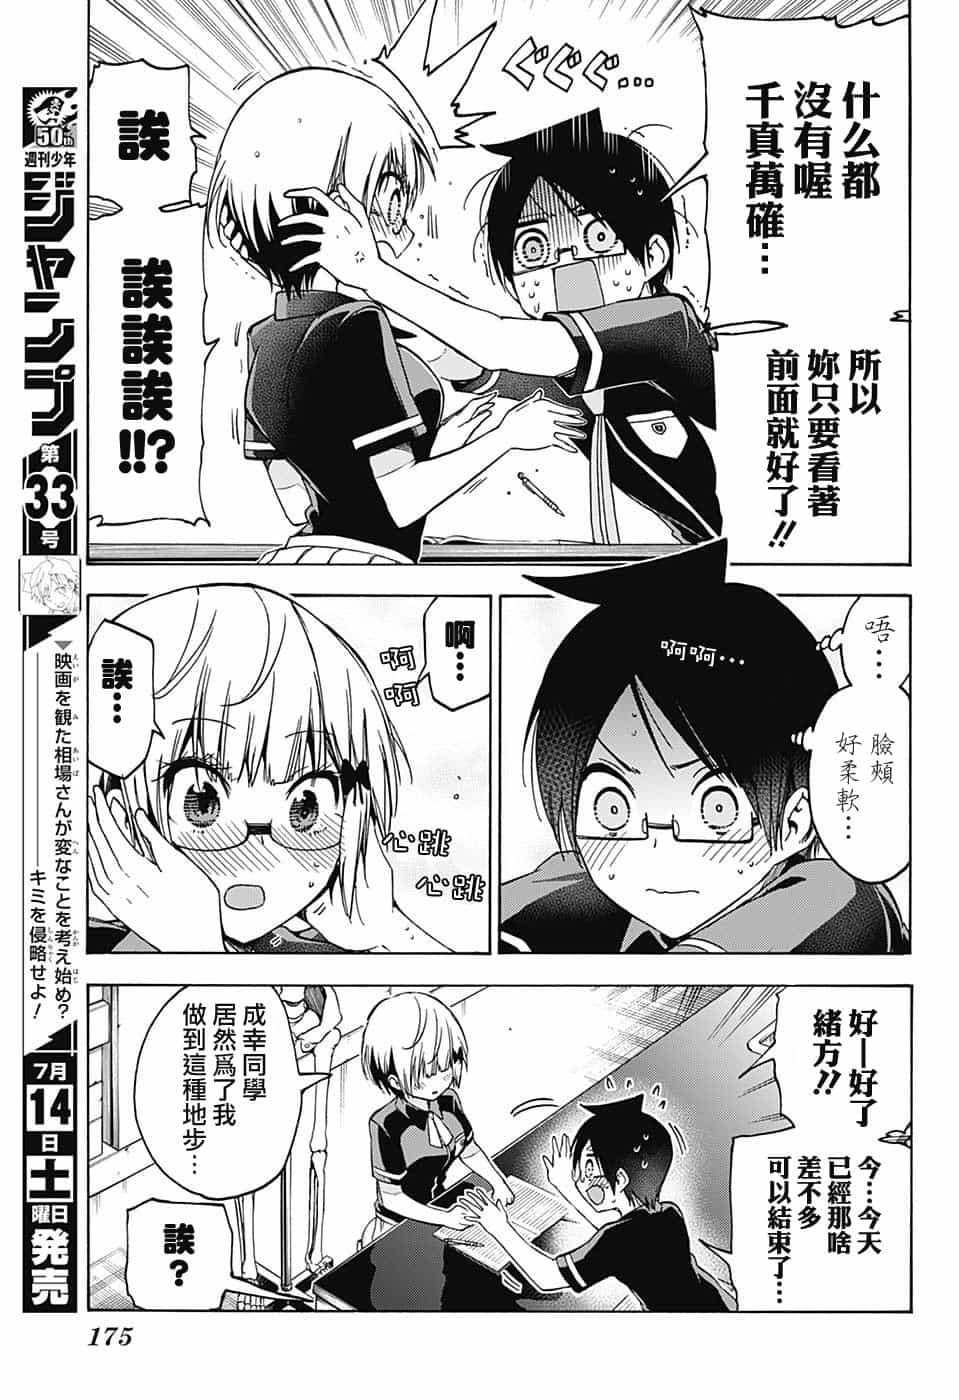 什么都
沒有喔
千真萬確…
ぐぐぐ…
所以
妳只要看著
前面就好了!!
誒
誒誒誒!!?
唔…
臉頰
好柔軟…
啊啊…
啊…
啊
啊
誒…
心跳
心跳
好—好了
緒方!!
今…今天
已經那啥
差不多
可以結束了…
成幸同學
居然爲了我
做到這種地步…
誒?
50th
週刊少年
ジャンプ
第
33
号
映画を観た相場さんが変なことを考え始め?
キミを侵略せよ!
7月
14
日
土
曜日
発売
175